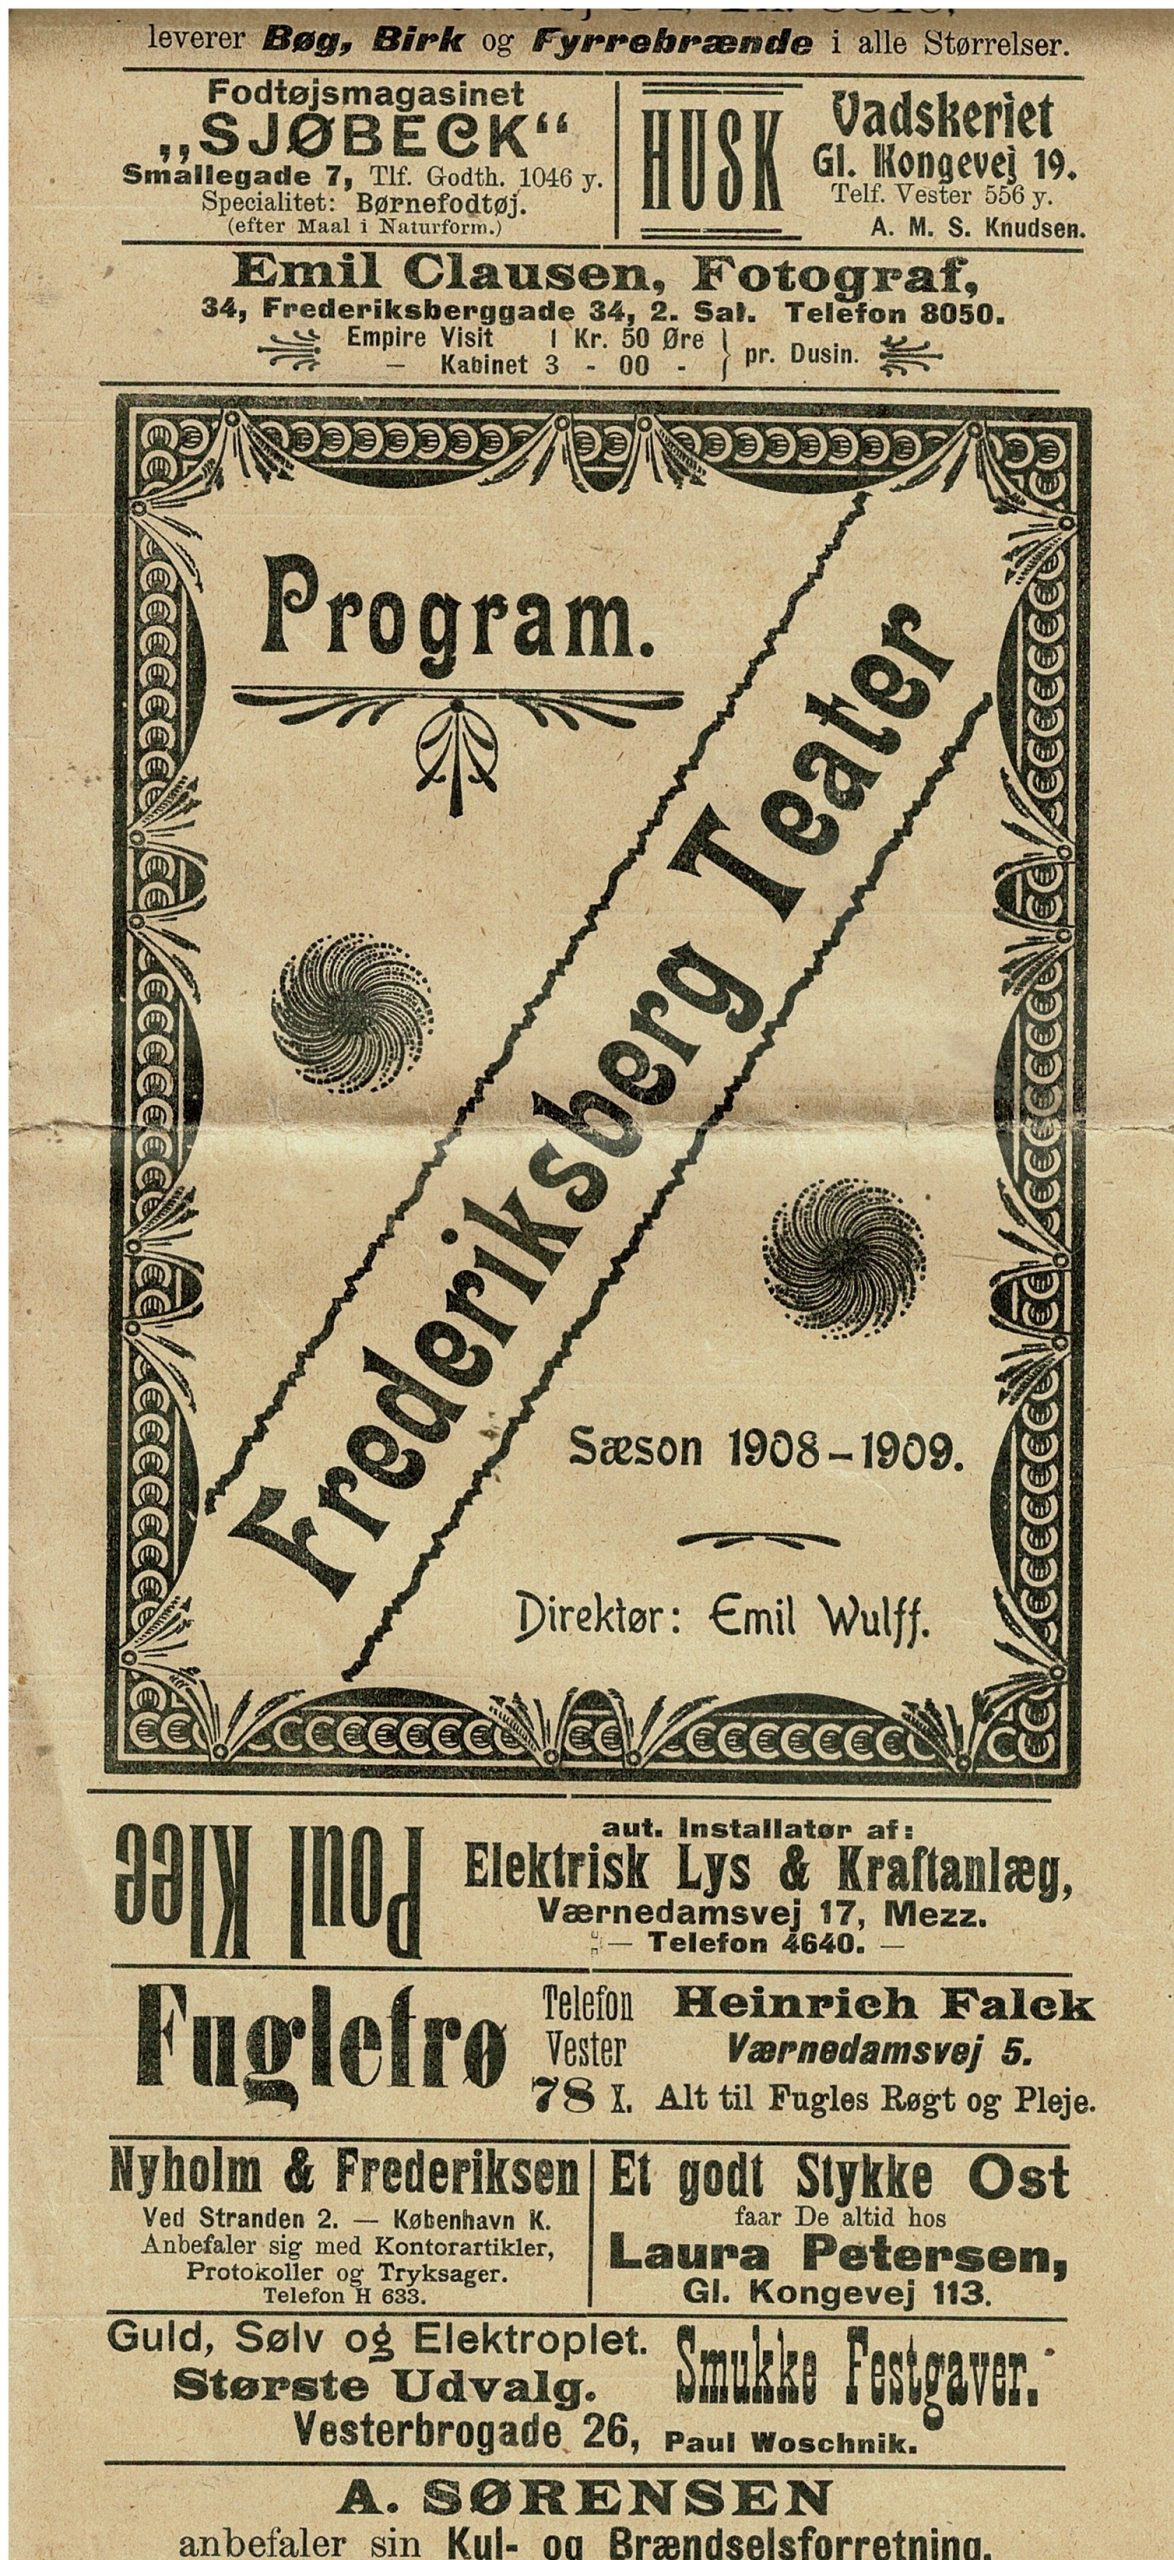 leverer Bøg, Birk og Fyrrebrænde i alle Størrelser.
Fodtøjsmagasinet
„SJØBECK“
Smallegade 7, Tlf. Godth. 1046 y.
Specialitet: Børnefodtøj.
(efter Maal i Naturform.)
HUSK
Vadskeriet
Gl. Kongevej 19.
Telf. Vester 556 y.
A. M. S. Knudsen.
Emil Clausen, Fotograf,
34, Frederiksberggade 34, 2. Sal. Telefon 8050.
Empire Visit 1 Kr. 50 Øre
— Kabinet 3 - 00 -
pr. Dusin.
Program.
Frederiksberg Teater
Sæson 1908–1909.
Direktør: Emil Wulff.
Poul Klee
aut. Installatør af:
Elektrisk Lys & Kraftanlæg,
Værnedamsvej 17, Mezz.
— Telefon 4640. —
Fuglefrø
Telefon
Vester
78 X.
Heinrich Falck
Værnedamsvej 5.
Alt til Fugles Røgt og Pleje.
Nyholm & Frederiksen
Ved Stranden 2. — København K.
Anbefaler sig med Kontorartikler,
Protokoller og Tryksager.
Telefon H 633.
Et godt Stykke Ost
faar De altid hos
Laura Petersen,
Gl. Kongevej 113.
Guld, Sølv og Elektroplet.
Største Udvalg.
Smukke Festgaver.
Vesterbrogade 26, Paul Woschnik.
A. SØRENSEN
anbefaler sin Kul- og Brændselsforretning.